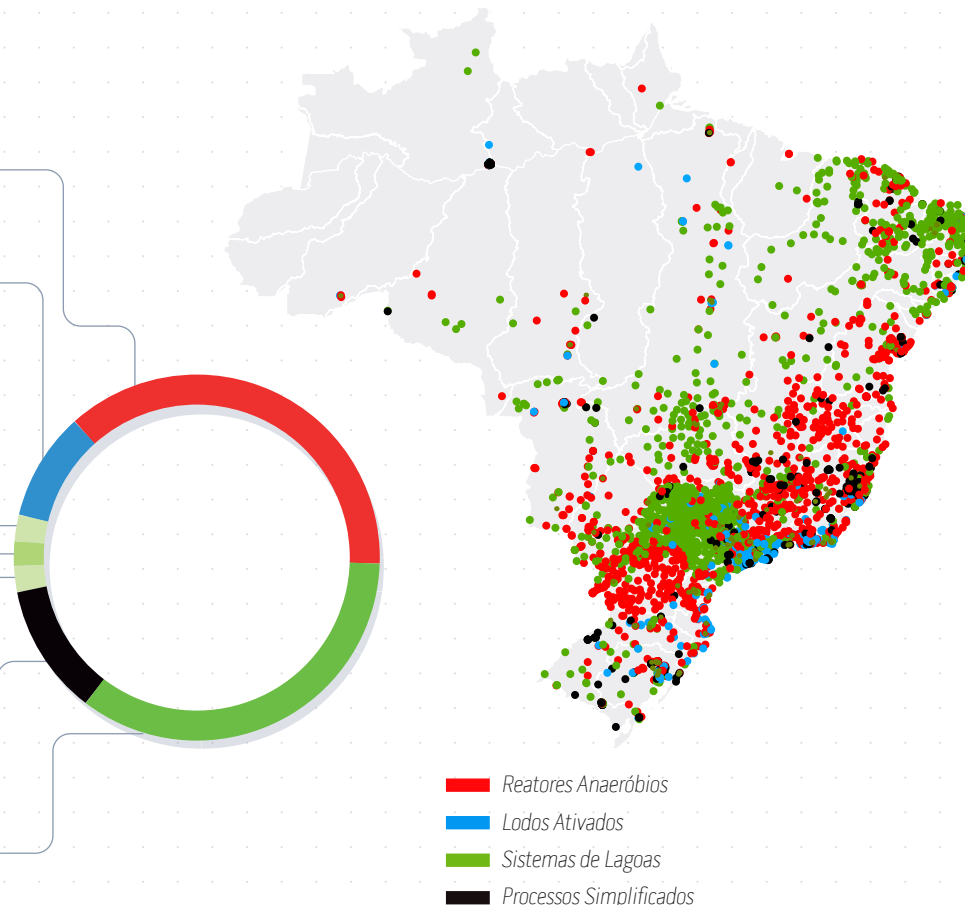 Reatores Anaeróbios
Lodos Ativados
Sistemas de Lagoas
Processos Simplificados